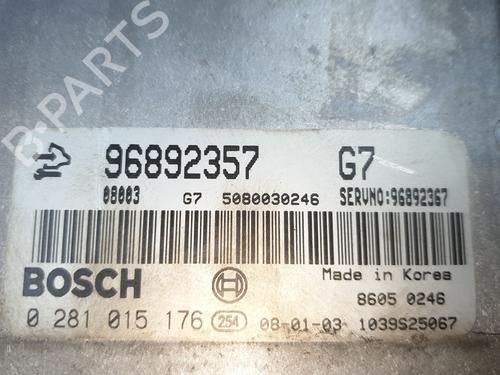 B-PARTS
96892357 G7
08003 G7 5080030246 SERVNO:96892367
BOSCH Made in Korea
8605 0246
0 281 015 176 254 08-01-03 1039S25067